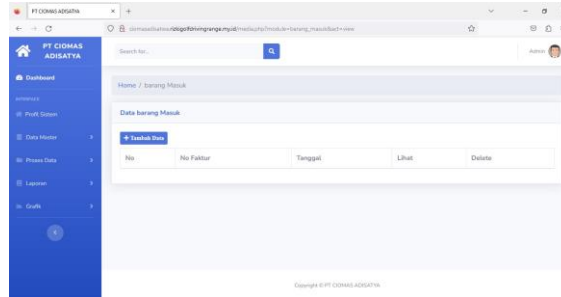 PT CIOMAS ADISATYA
PT CIOMAS ADISATYA
Search for...
Admin
Dashboard
INTERFACE
Profil Sistem
Data Master
Proses Data
Laporan
Grafik
Home / barang Masuk
Data barang Masuk
+ Tambah Data
No No Faktur Tanggal Lihat Delete
Copyright © PT CIOMAS ADISATYA